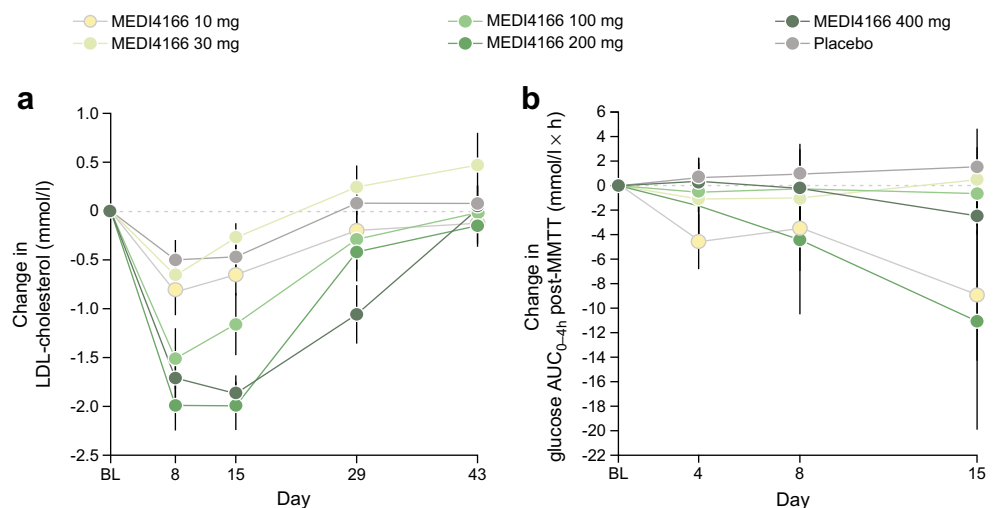 MEDI4166 10 mg
MEDI4166 30 mg
MEDI4166 100 mg
MEDI4166 200 mg
MEDI4166 400 mg
Placebo
a
Change in
LDL-cholesterol (mmol/l)
1.0
0.5
0
-0.5
-1.0
-1.5
-2.0
-2.5
BL
8
15
29
43
Day
b
Change in
glucose AUC0–4h post-MMTT (mmol/l × h)
6
4
2
0
-2
-4
-6
-8
-10
-12
-14
-16
-18
-20
-22
BL
4
8
15
Day